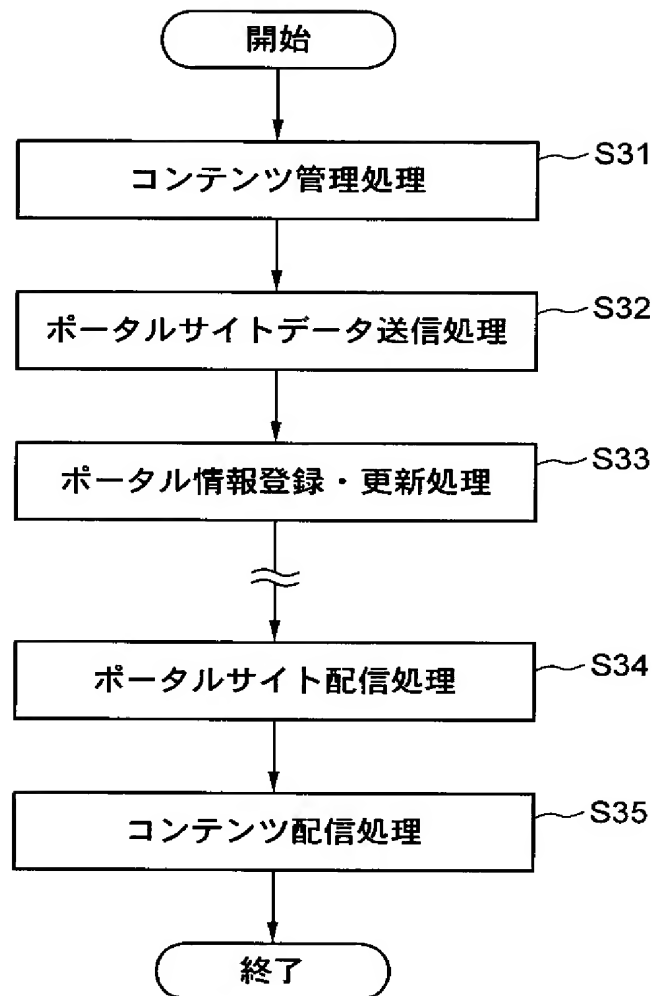 開始
コンテンツ管理処理
S31
ポータルサイトデータ送信処理
S32
ポータル情報登録・更新処理
S33
ポータルサイト配信処理
S34
コンテンツ配信処理
S35
終了